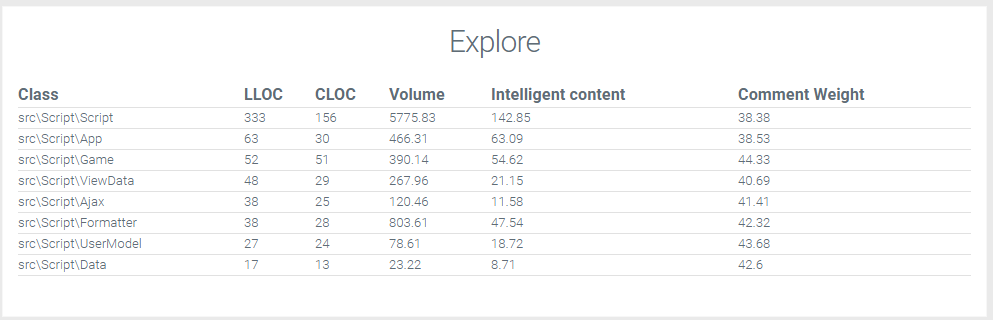 Explore
Class LLOC CLOC Volume Intelligent content Comment Weight
src\Script\Script 333 156 5775.83 142.85 38.38
src\Script\App 63 30 466.31 63.09 38.53
src\Script\Game 52 51 390.14 54.62 44.33
src\Script\ViewData 48 29 267.96 21.15 40.69
src\Script\Ajax 38 25 120.46 11.58 41.41
src\Script\Formatter 38 28 803.61 47.54 42.32
src\Script\UserModel 27 24 78.61 18.72 43.68
src\Script\Data 17 13 23.22 8.71 42.6